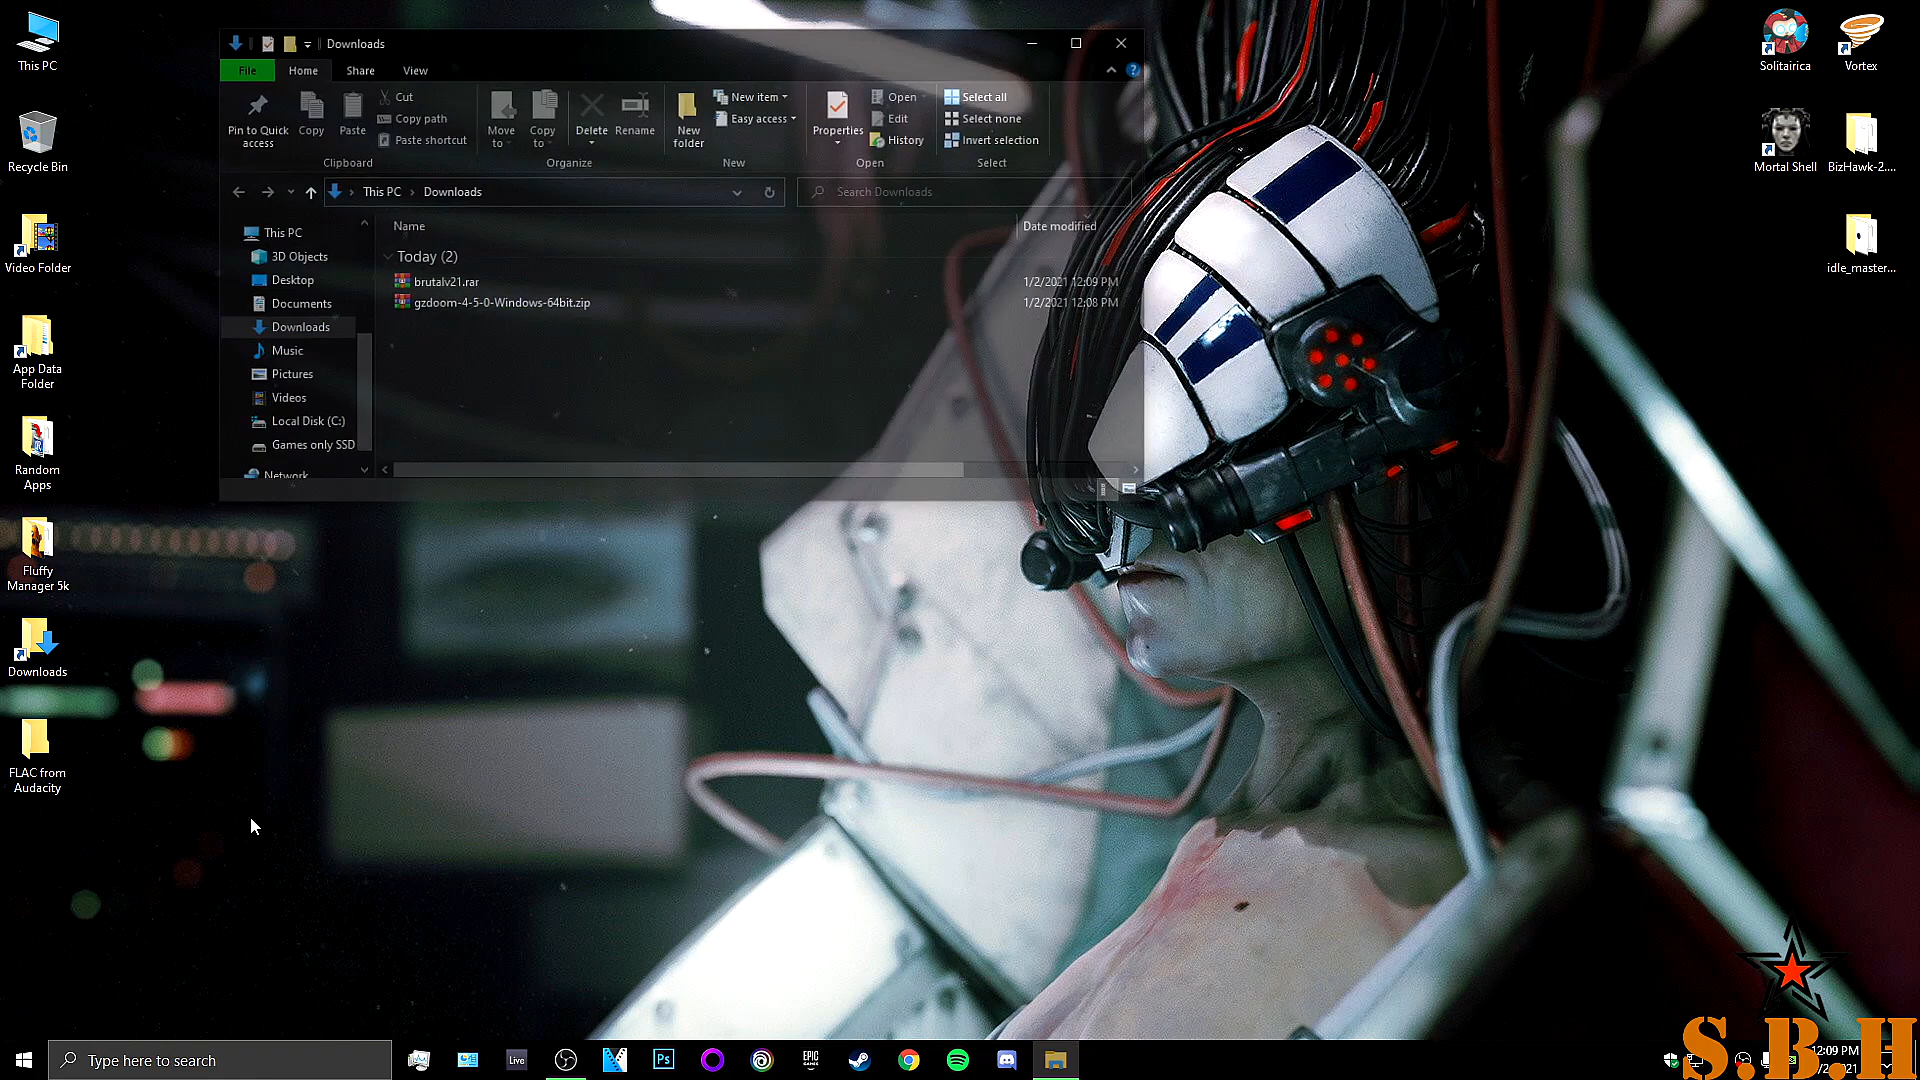 This PC
Recycle Bin
Video Folder
App Data
Folder
Random
Apps
Fluffy
Manager 5k
Downloads
FLAC from
Audacity
Downloads
File
Home
Share
View
Pin to Quick
access
Copy
Paste
Cut
Copy path
Paste shortcut
Clipboard
Move
to
Copy
to
Delete
Rename
Organize
New
folder
New item
Easy access
New
Properties
Open
Edit
History
Open
Select all
Select none
Invert selection
Select
This PC
Downloads
Search Downloads
This PC
3D Objects
Desktop
Documents
Downloads
Music
Pictures
Videos
Local Disk (C:)
Games only SSD
Network
Name
Date modified
Today (2)
brutalv21.rar
1/2/2021 12:09 PM
gzdoom-4-5-0-Windows-64bit.zip
1/2/2021 12:08 PM
Solitairica
Vortex
Mortal Shell
BizHawk-2....
idle_master...
S.B.H
Type here to search
Live
Ps
EPIC
GAMES
12:09 PM